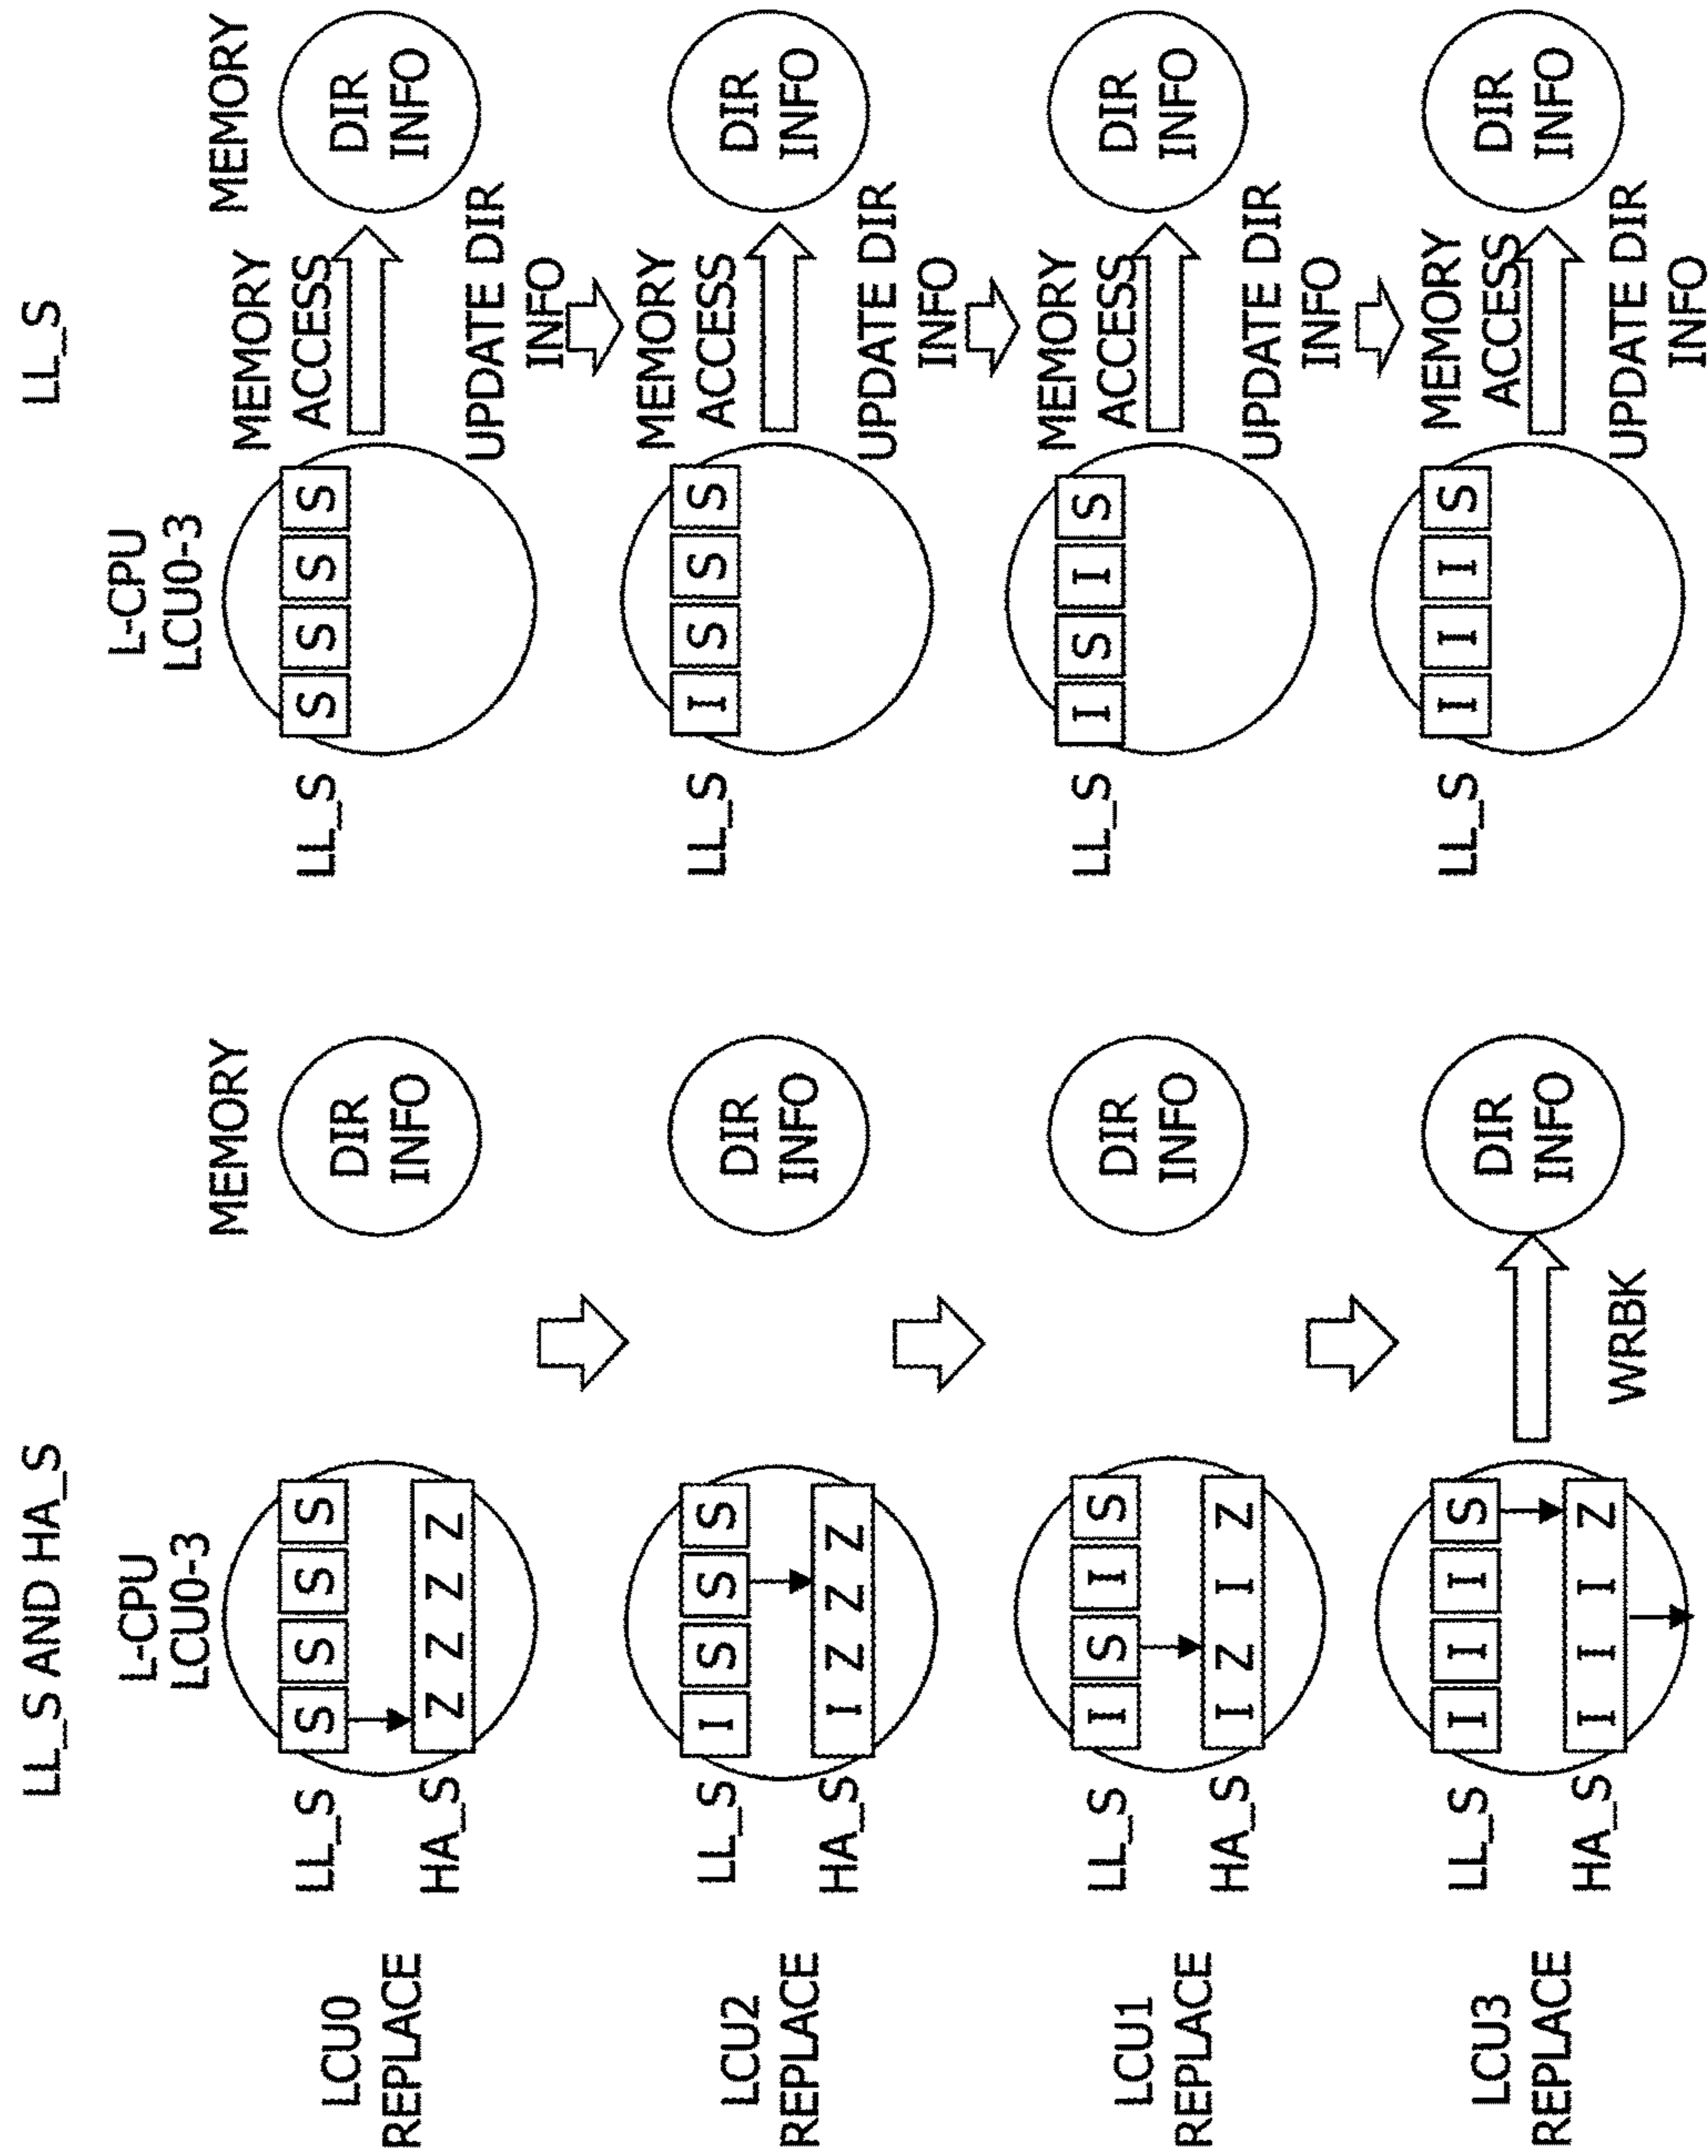 LL_S AND HA_S
L-CPU
LCU0-3
MEMORY
LCU0
REPLACE
LL_S
S S S S
HA_S
Z Z Z Z
DIR
INFO
LCU2
REPLACE
LL_S
I S S S
HA_S
I Z Z Z
DIR
INFO
LCU1
REPLACE
LL_S
I S I S
HA_S
I Z I Z
DIR
INFO
LCU3
REPLACE
LL_S
I I I S
HA_S
I I I Z
WRBK
DIR
INFO
LL_S
L-CPU
LCU0-3
MEMORY
LL_S
S S S S
MEMORY
ACCESS
UPDATE DIR
INFO
DIR
INFO
LL_S
I S S S
MEMORY
ACCESS
UPDATE DIR
INFO
DIR
INFO
LL_S
I S I S
MEMORY
ACCESS
UPDATE DIR
INFO
DIR
INFO
LL_S
I I I S
MEMORY
ACCESS
UPDATE DIR
INFO
DIR
INFO